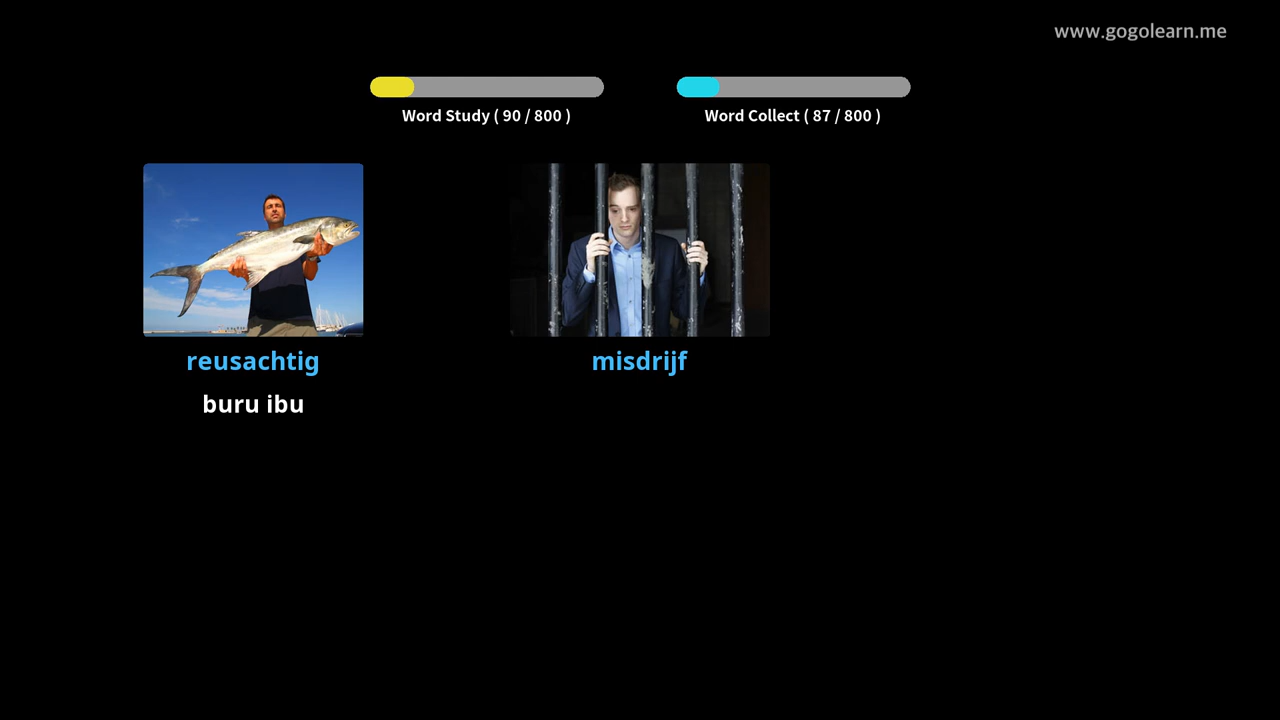 www.gogolearn.me
Word Study ( 90 / 800 )
Word Collect ( 87 / 800 )
reusachtig
misdrijf
buru ibu